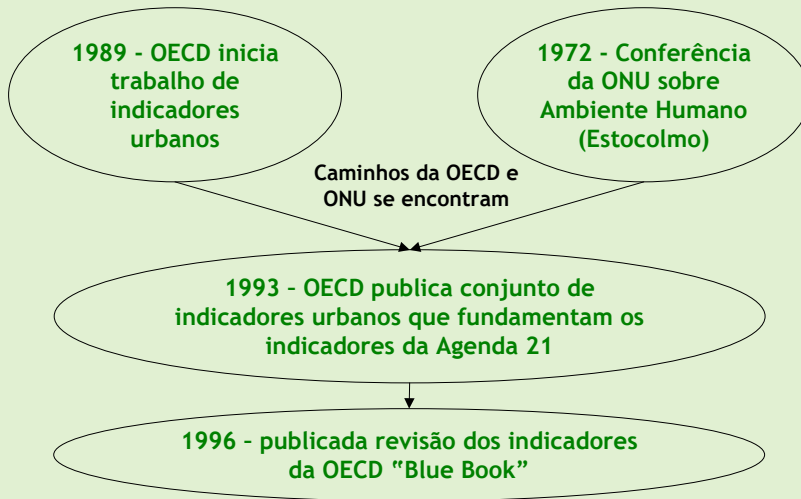 1989 - OECD inicia
trabalho de
indicadores
urbanos
1972 - Conferência
da ONU sobre
Ambiente Humano
(Estocolmo)
Caminhos da OECD e
ONU se encontram
1993 – OECD publica conjunto de
indicadores urbanos que fundamentam os
indicadores da Agenda 21
1996 – publicada revisão dos indicadores
da OECD “Blue Book”